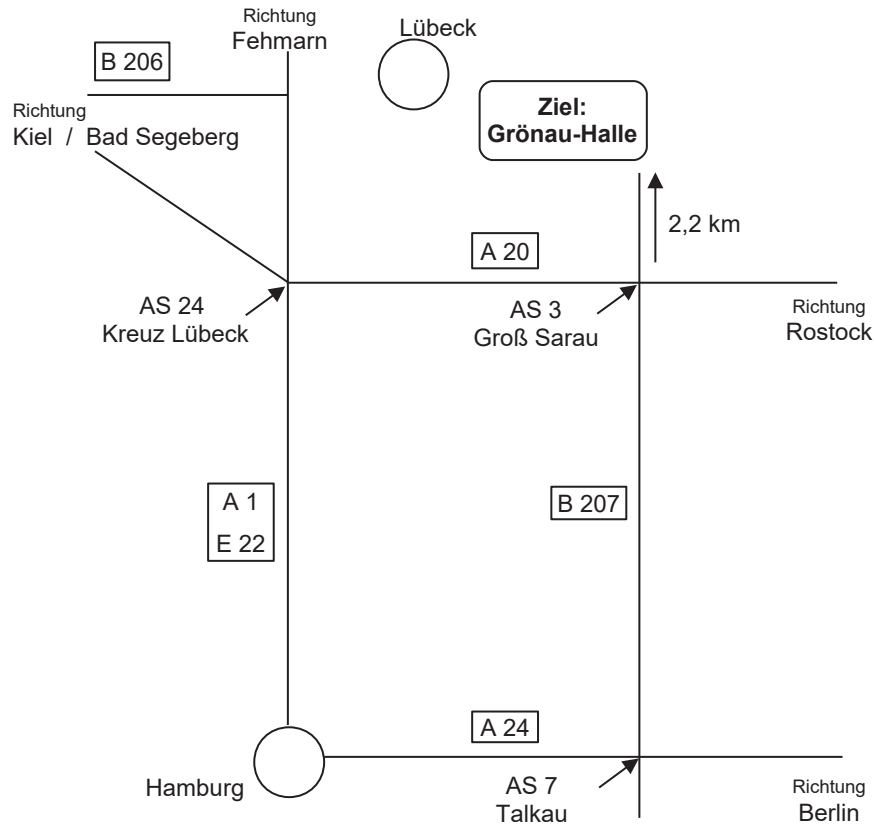 Richtung
Fehmarn
Lübeck
B 206
Richtung
Kiel / Bad Segeberg
Ziel:
Grönau-Halle
2,2 km
A 20
AS 24
Kreuz Lübeck
AS 3
Groß Sarau
Richtung
Rostock
A 1
E 22
B 207
A 24
Hamburg
AS 7
Talkau
Richtung
Berlin